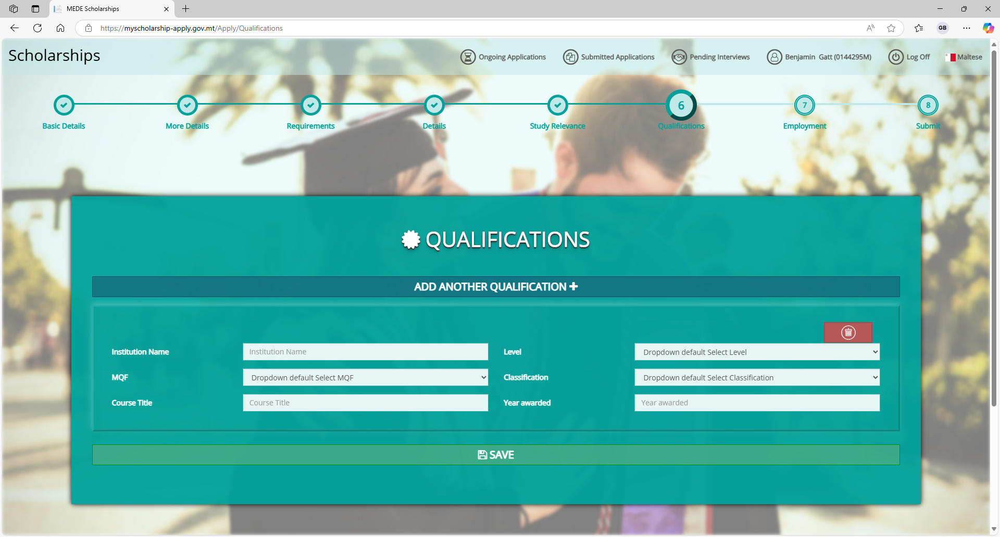 MEDE Scholarships
https://myscholarship-apply.gov.mt/Apply/Qualifications
GB
Scholarships
Ongoing Applications
Submitted Applications
Pending Interviews
Benjamin Gatt (0144295M)
Log Off
Maltese
6
7
8
Basic Details
More Details
Requirements
Details
Study Relevance
Qualifications
Employment
Submit
QUALIFICATIONS
ADD ANOTHER QUALIFICATION
Institution Name
Institution Name
Level
Dropdown default Select Level
MQF
Dropdown default Select MQF
Classification
Dropdown default Select Classification
Course Title
Course Title
Year awarded
Year awarded
SAVE